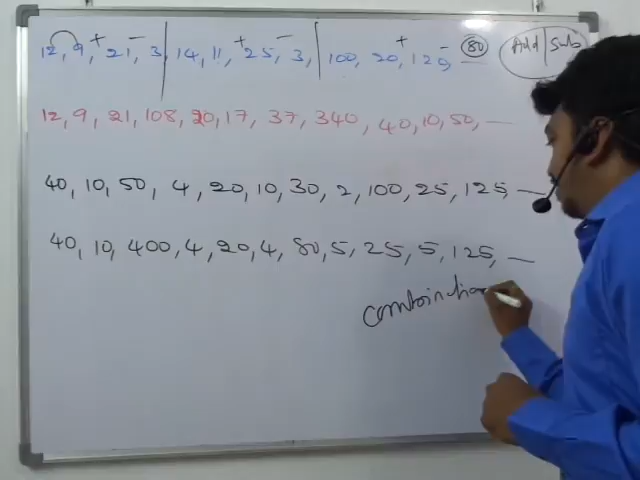 12, 9, + 21, − 3, | 14, 11, + 25, − 3, | 100, 20, + 120, − 80
Add | Sub
12, 9, 21, 108, 20, 17, 37, 340, 40, 10, 50, —
40, 10, 50, 4, 20, 10, 30, 2, 100, 25, 125, —
40, 10, 400, 4, 20, 4, 80, 5, 25, 5, 125, —